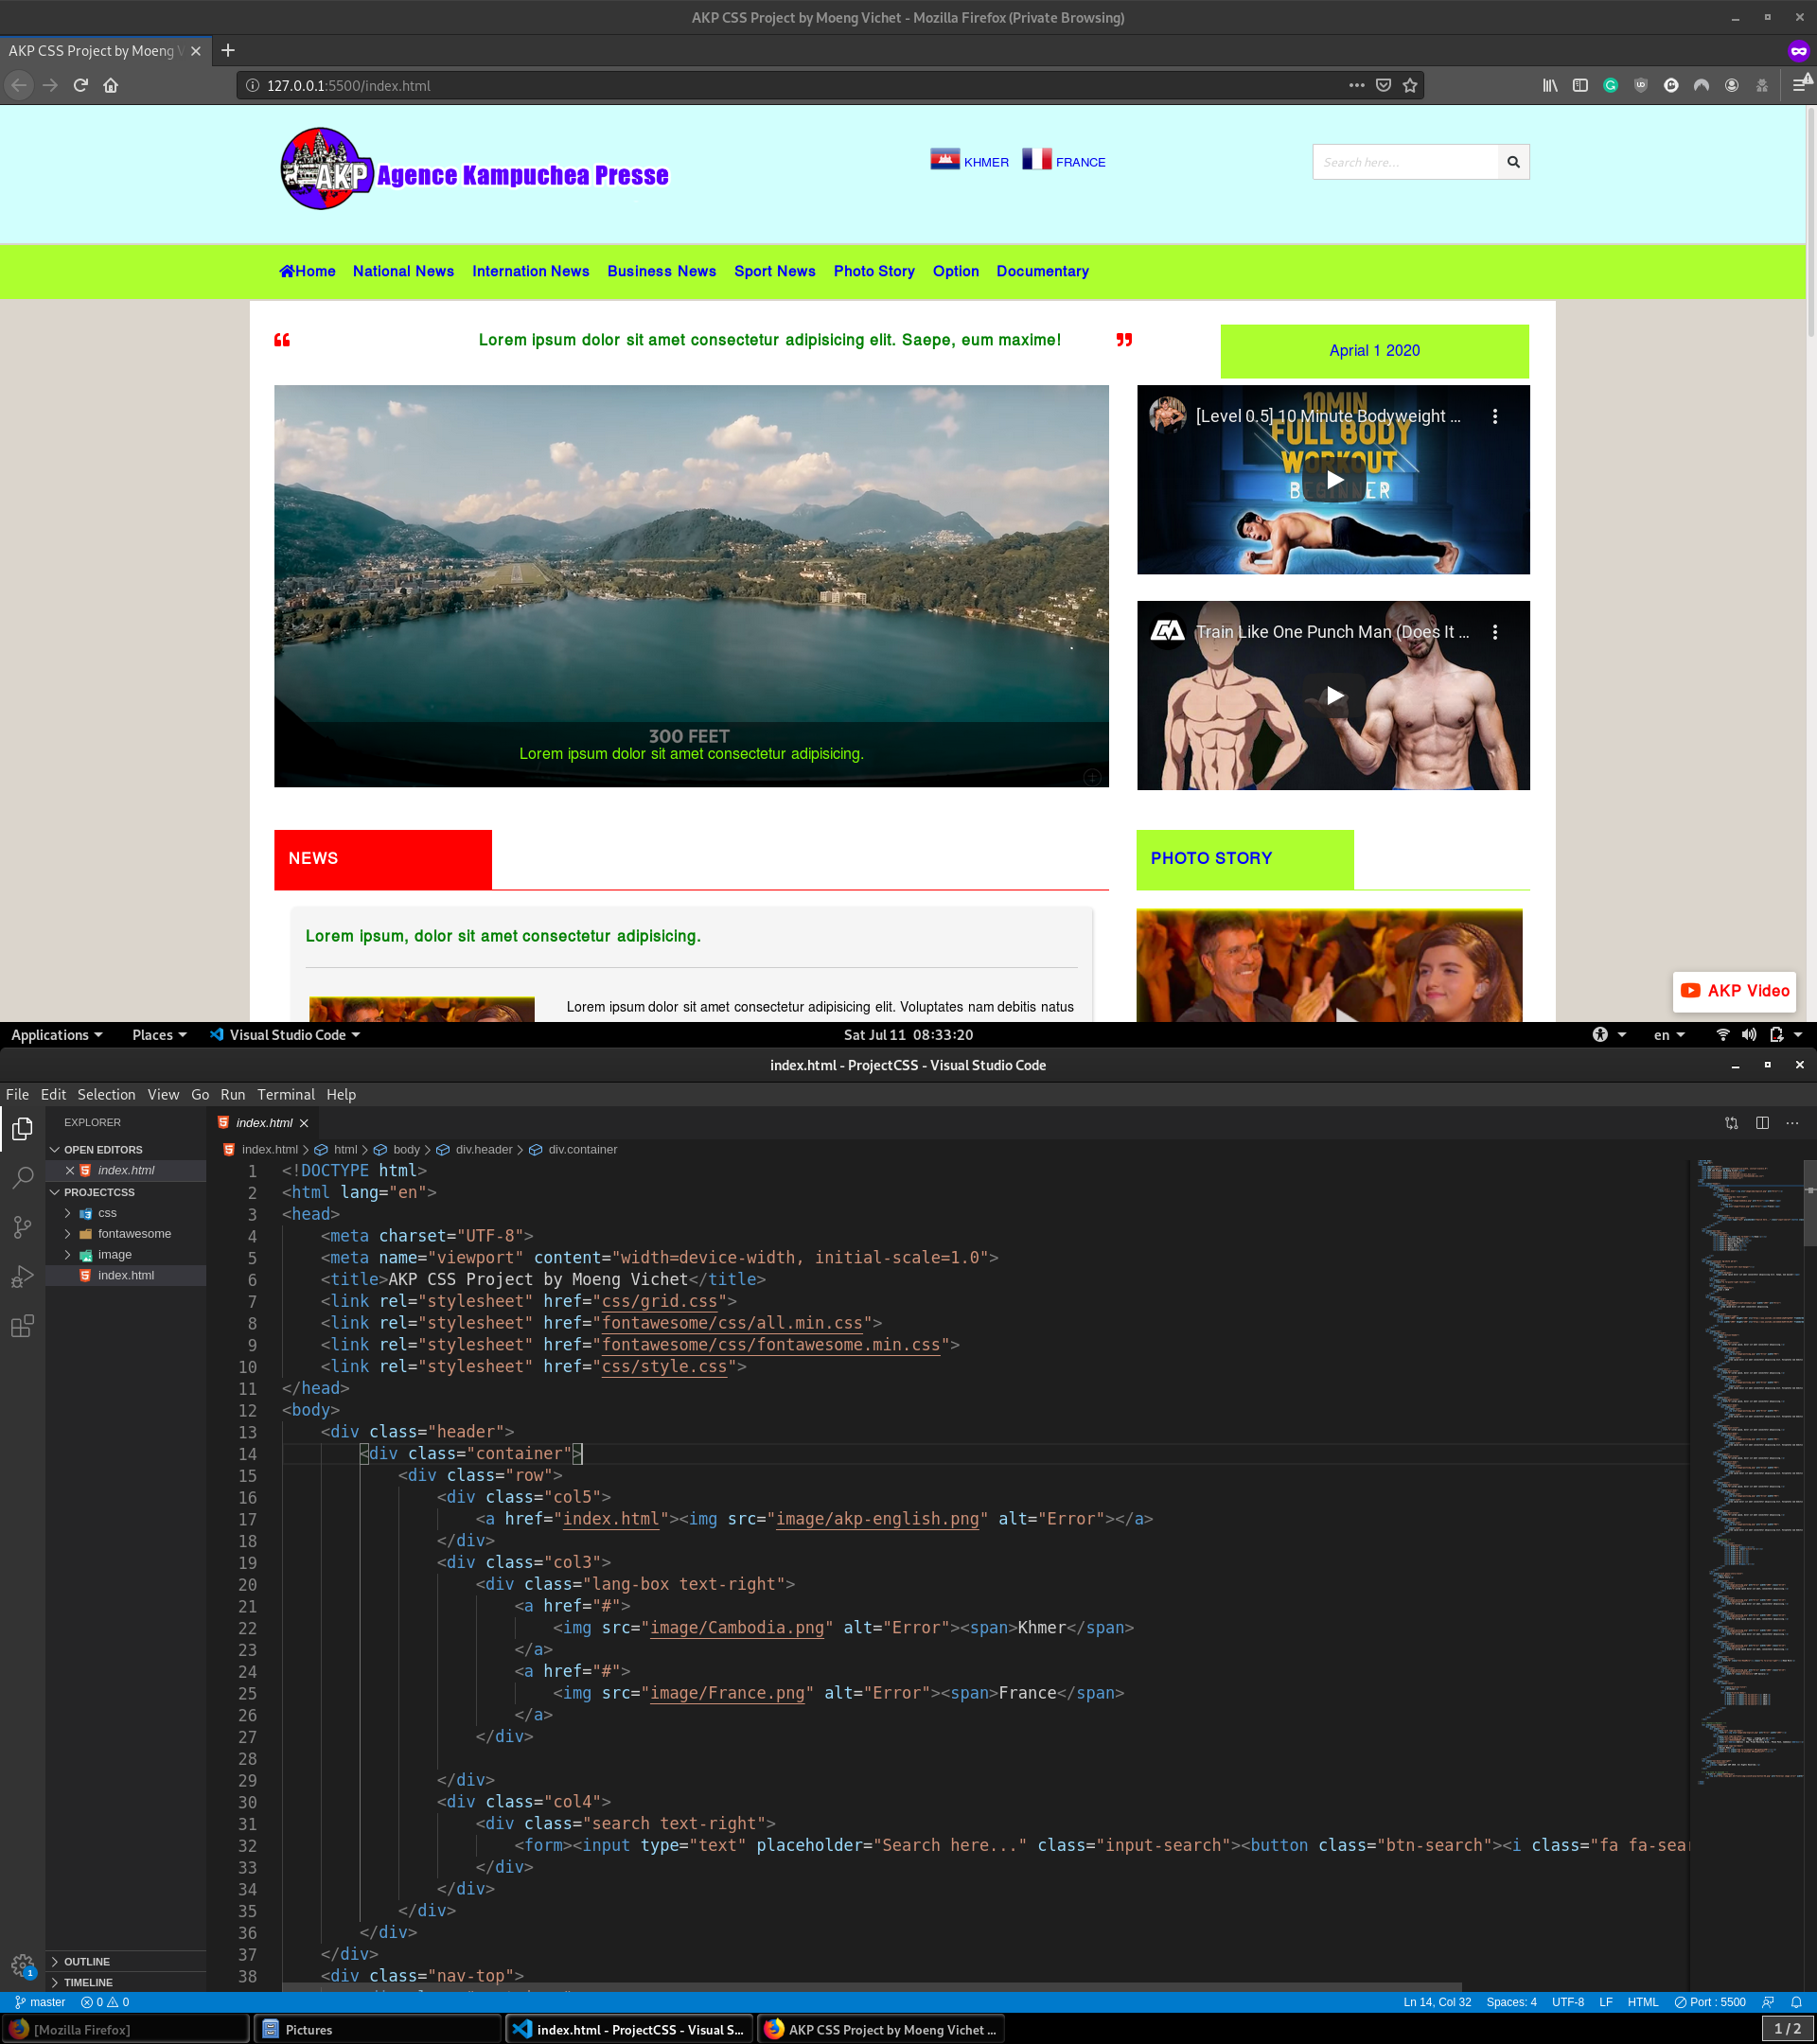 AKP CSS Project by Moeng Vichet - Mozilla Firefox (Private Browsing)
AKP CSS Project by Moeng V
127.0.0.1:5500/index.html
AKP Agence Kampuchea Presse
KHMER FRANCE
Search here...
Home National News Internation News Business News Sport News Photo Story Option Documentary
Lorem ipsum dolor sit amet consectetur adipisicing elit. Saepe, eum maxime!
Aprial 1 2020
[Level 0.5] 10 Minute Bodyweight ...
10MIN
FULL BODY
WORKOUT
BEGINNER
Train Like One Punch Man (Does It ...
300 FEET
Lorem ipsum dolor sit amet consectetur adipisicing.
NEWS
PHOTO STORY
Lorem ipsum, dolor sit amet consectetur adipisicing.
Lorem ipsum dolor sit amet consectetur adipisicing elit. Voluptates nam debitis natus
AKP Video
Applications Places Visual Studio Code Sat Jul 11 08:33:20 en
index.html - ProjectCSS - Visual Studio Code
File Edit Selection View Go Run Terminal Help
EXPLORER
OPEN EDITORS
index.html
PROJECTCSS
css
fontawesome
image
index.html
OUTLINE
TIMELINE
index.html
index.html > html > body > div.header > div.container
1 <!DOCTYPE html>
2 <html lang="en">
3 <head>
4 <meta charset="UTF-8">
5 <meta name="viewport" content="width=device-width, initial-scale=1.0">
6 <title>AKP CSS Project by Moeng Vichet</title>
7 <link rel="stylesheet" href="css/grid.css">
8 <link rel="stylesheet" href="fontawesome/css/all.min.css">
9 <link rel="stylesheet" href="fontawesome/css/fontawesome.min.css">
10 <link rel="stylesheet" href="css/style.css">
11 </head>
12 <body>
13 <div class="header">
14 <div class="container">
15 <div class="row">
16 <div class="col5">
17 <a href="index.html"><img src="image/akp-english.png" alt="Error"></a>
18 </div>
19 <div class="col3">
20 <div class="lang-box text-right">
21 <a href="#">
22 <img src="image/Cambodia.png" alt="Error"><span>Khmer</span>
23 </a>
24 <a href="#">
25 <img src="image/France.png" alt="Error"><span>France</span>
26 </a>
27 </div>
28
29 </div>
30 <div class="col4">
31 <div class="search text-right">
32 <form><input type="text" placeholder="Search here..." class="input-search"><button class="btn-search"><i class="fa fa-sear
33 </div>
34 </div>
35 </div>
36 </div>
37 </div>
38 <div class="nav-top">
master 0 0 Ln 14, Col 32 Spaces: 4 UTF-8 LF HTML Port : 5500
[Mozilla Firefox] Pictures index.html - ProjectCSS - Visual S... AKP CSS Project by Moeng Vichet ... 1 / 2